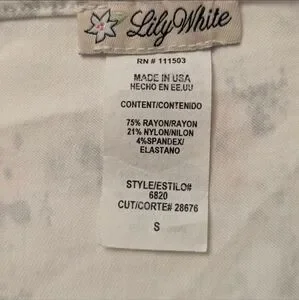 Lily White
RN # 111503
MADE IN USA
HECHO EN EE.UU
CONTENT/CONTENIDO
75% RAYON/RAYON
21% NYLON/NILON
4%SPANDEX/
ELASTANO
STYLE/ESTILO#
6820
CUT/CORTE# 28676
S